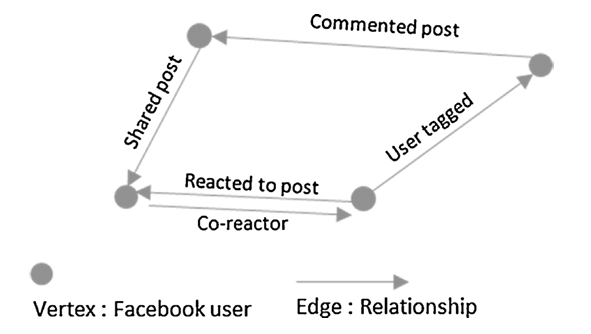 Commented post
Shared post
User tagged
Reacted to post
Co-reactor
Vertex : Facebook user
Edge : Relationship